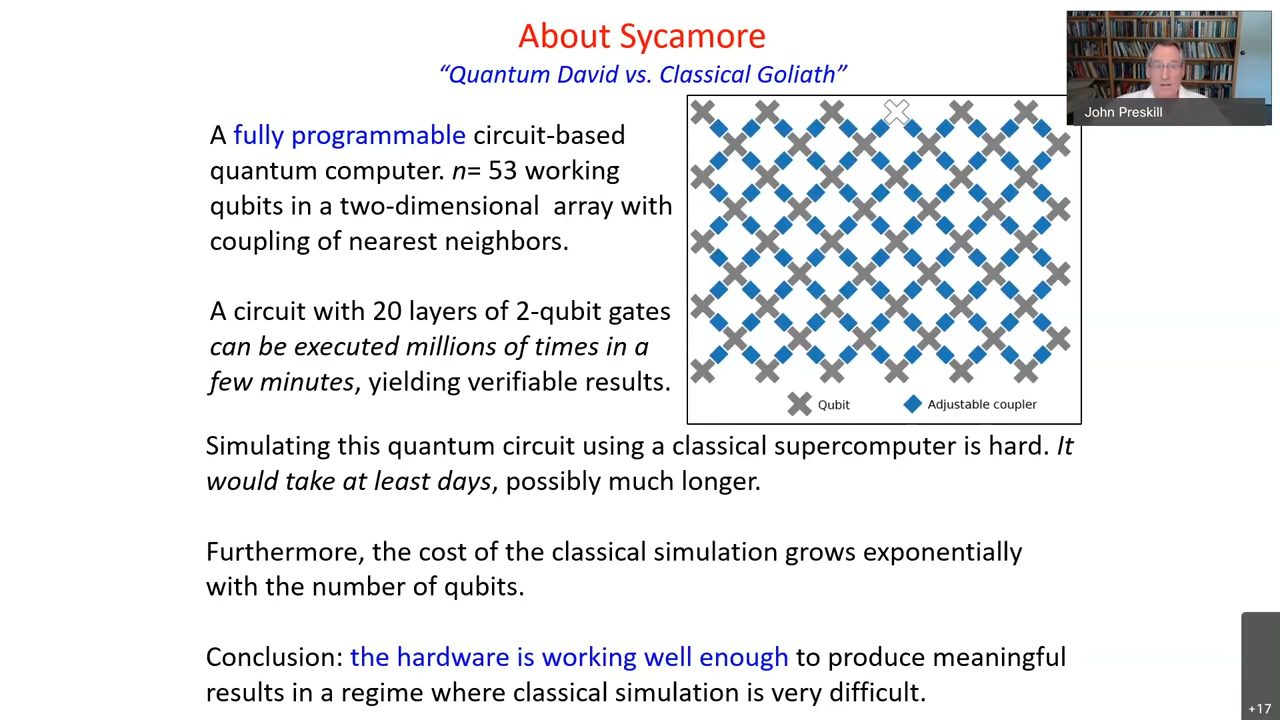 About Sycamore
“Quantum David vs. Classical Goliath”
John Preskill
A fully programmable circuit-based
quantum computer. n= 53 working
qubits in a two-dimensional array with
coupling of nearest neighbors.
A circuit with 20 layers of 2-qubit gates
can be executed millions of times in a
few minutes, yielding verifiable results.
Qubit
Adjustable coupler
Simulating this quantum circuit using a classical supercomputer is hard. It
would take at least days, possibly much longer.
Furthermore, the cost of the classical simulation grows exponentially
with the number of qubits.
Conclusion: the hardware is working well enough to produce meaningful
results in a regime where classical simulation is very difficult.
+17